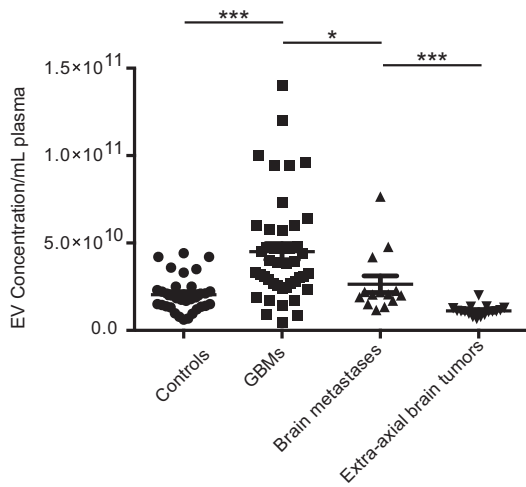 ***
*
***
1.5×10¹¹
1.0×10¹¹
5.0×10¹⁰
0.0
EV Concentration/mL plasma
Controls
GBMs
Brain metastases
Extra-axial brain tumors